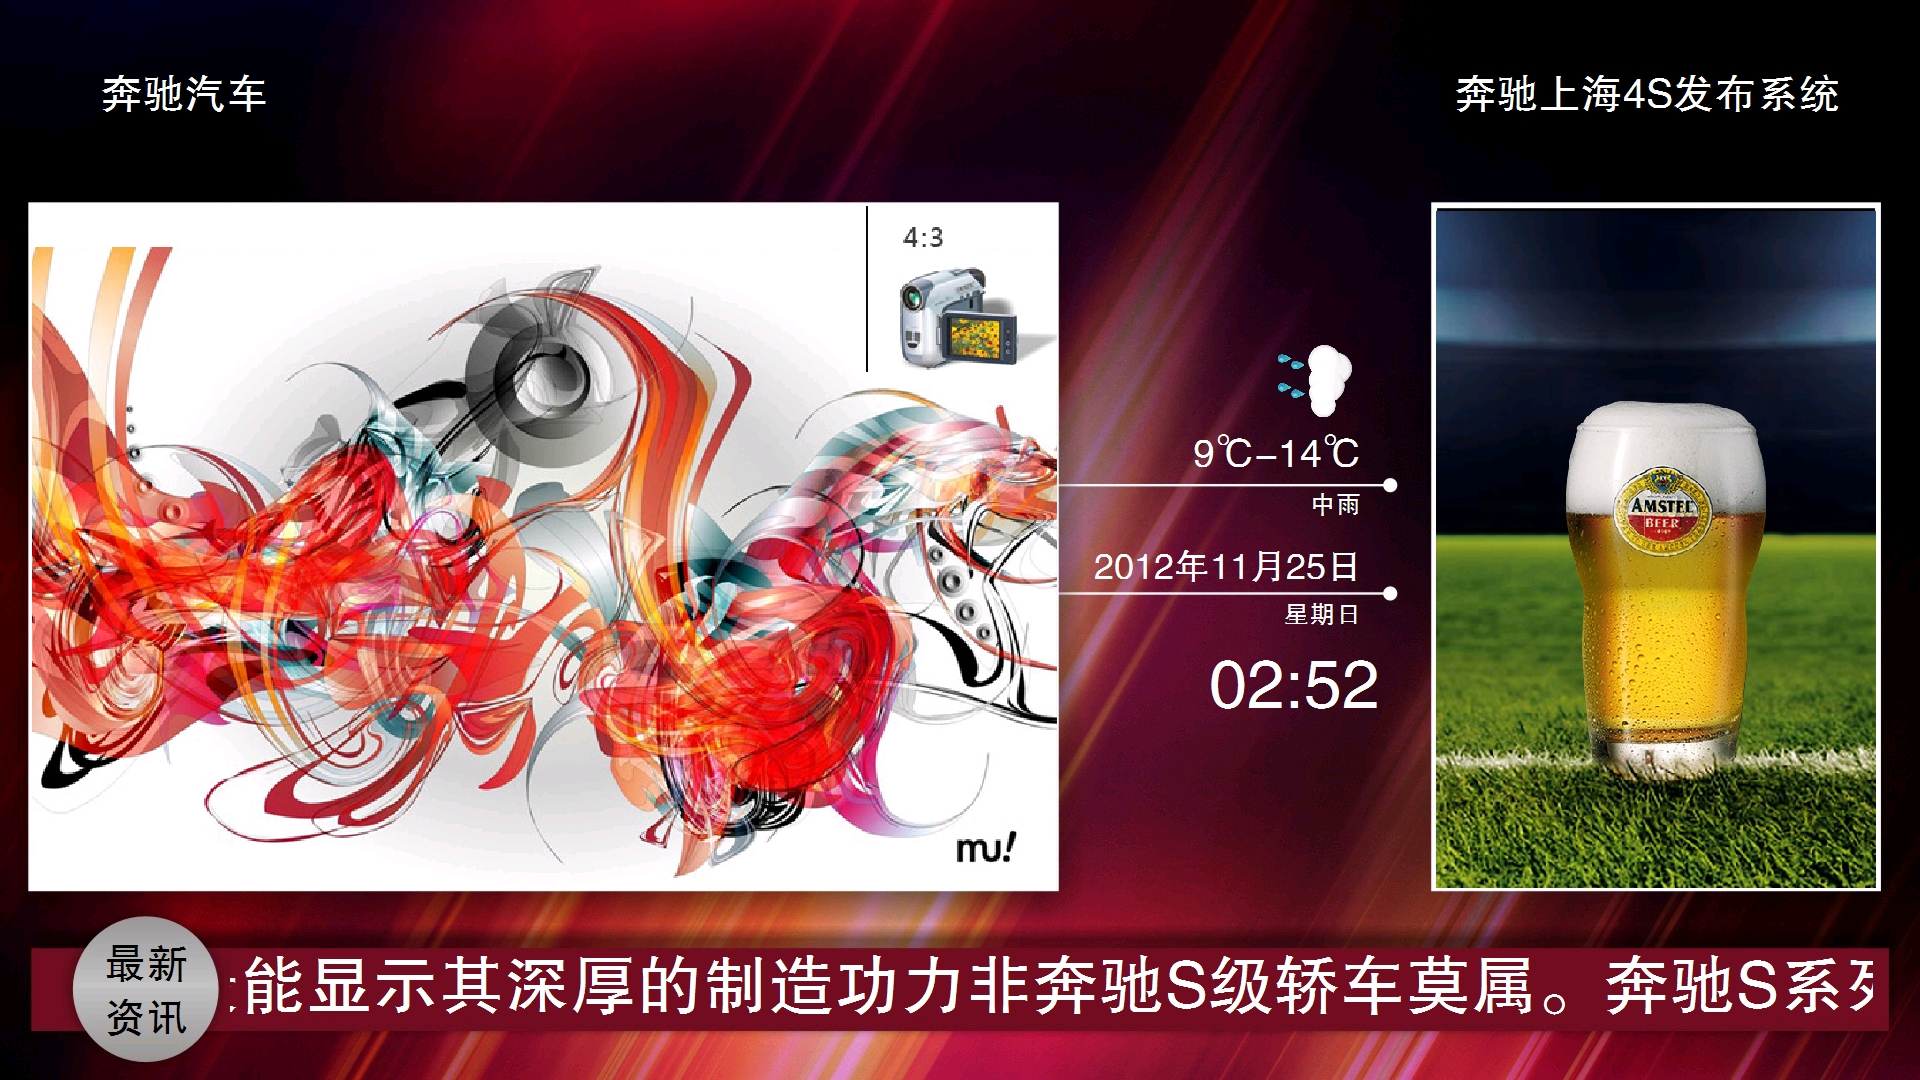 奔驰汽车
奔驰上海4S发布系统
4:3
9℃-14℃
中雨
2012年11月25日
星期日
02:52
AMSTEL
BEER
mu!
最新
资讯
能显示其深厚的制造功力非奔驰S级轿车莫属。奔驰S系